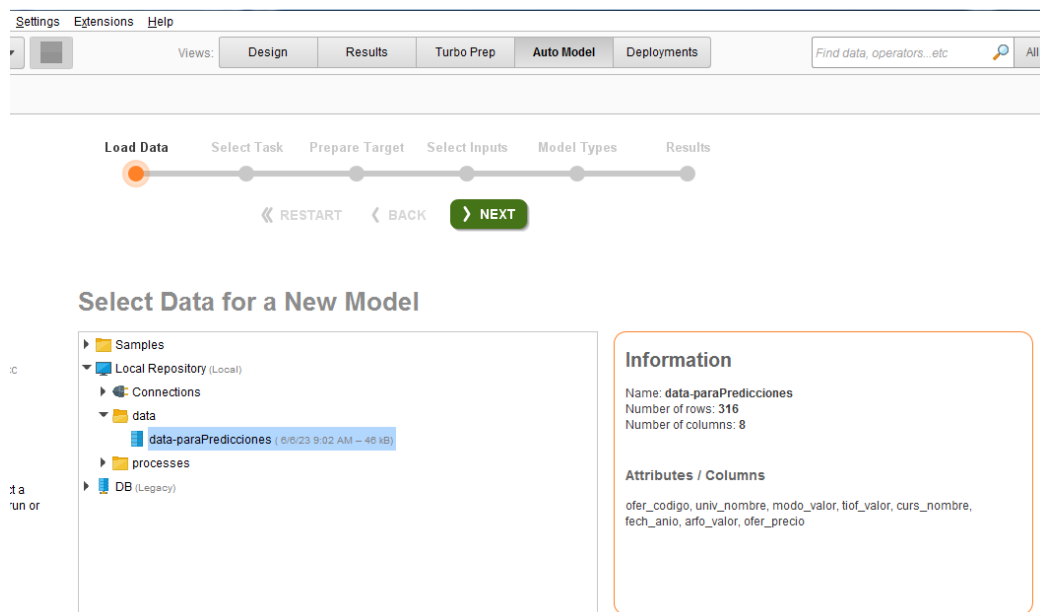 Settings Extensions Help
Views: Design Results Turbo Prep Auto Model Deployments Find data, operators...etc All
Load Data Select Task Prepare Target Select Inputs Model Types Results
RESTART BACK NEXT
Select Data for a New Model
Samples
Local Repository (Local)
Connections
data
data-paraPredicciones ( 6/6/23 9:02 AM – 46 kB)
processes
DB (Legacy)
Information
Name: data-paraPredicciones
Number of rows: 316
Number of columns: 8
Attributes / Columns
ofer_codigo, univ_nombre, modo_valor, tiof_valor, curs_nombre,
fech_anio, arfo_valor, ofer_precio
run or